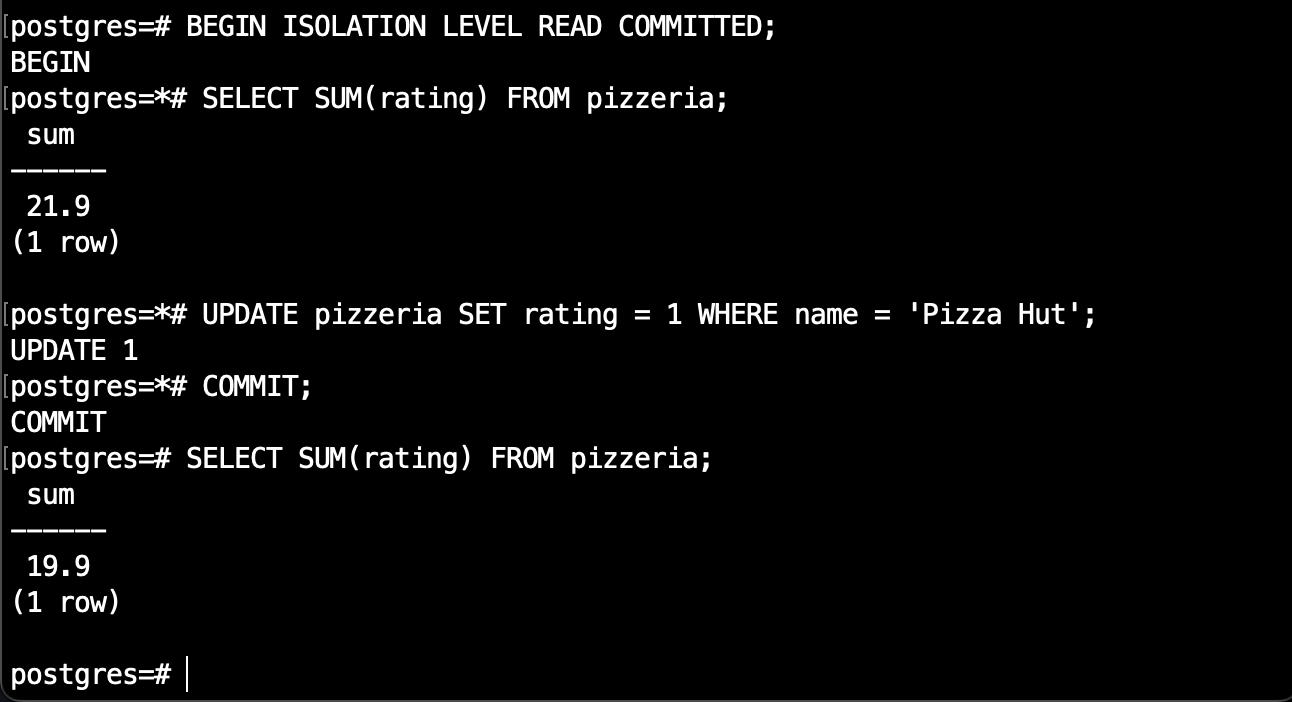 postgres=# BEGIN ISOLATION LEVEL READ COMMITTED;
BEGIN
postgres=*# SELECT SUM(rating) FROM pizzeria;
 sum
------
 21.9
(1 row)

postgres=*# UPDATE pizzeria SET rating = 1 WHERE name = 'Pizza Hut';
UPDATE 1
postgres=*# COMMIT;
COMMIT
postgres=# SELECT SUM(rating) FROM pizzeria;
 sum
------
 19.9
(1 row)

postgres=#